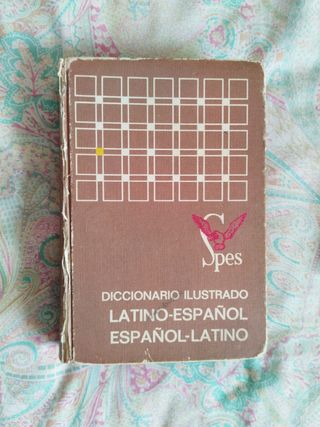 Spes
DICCIONARIO ILUSTRADO
LATINO-ESPAÑOL
ESPAÑOL-LATINO